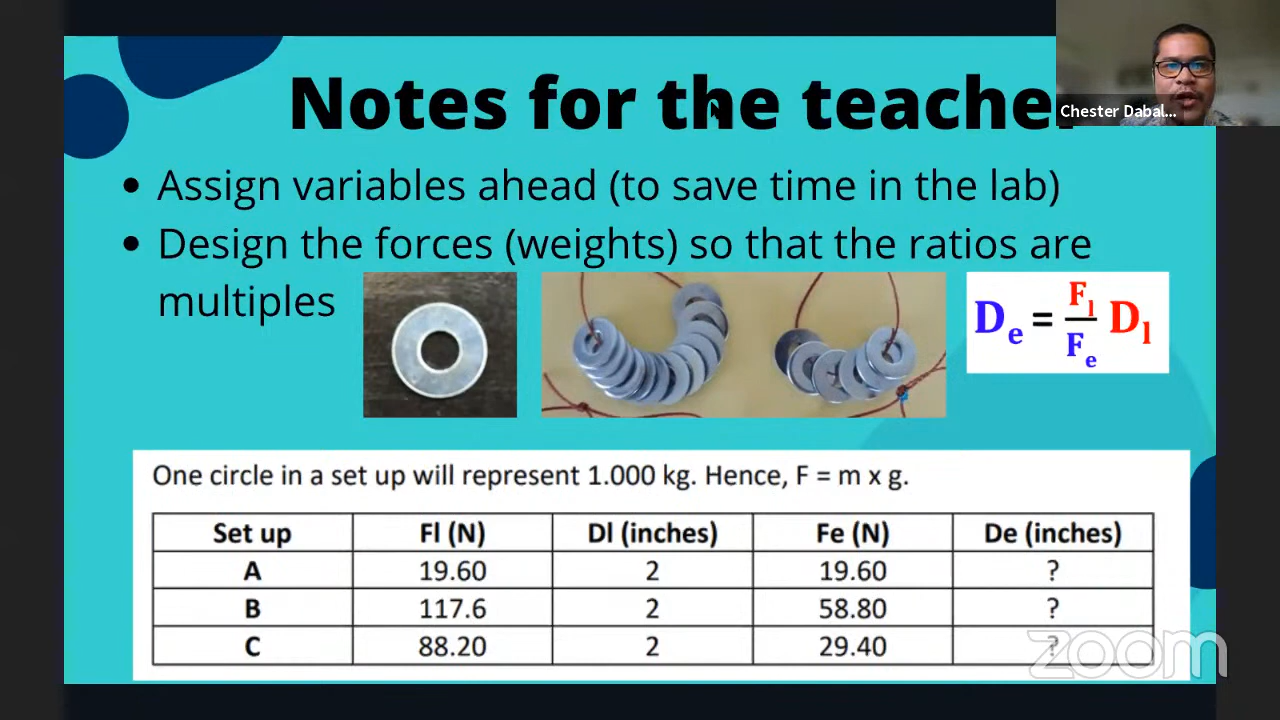 Notes for the teacher
Chester Dabal...
• Assign variables ahead (to save time in the lab)
• Design the forces (weights) so that the ratios are
multiples
De = Fl/Fe Dl
One circle in a set up will represent 1.000 kg. Hence, F = m x g.
Set up Fl (N) Dl (inches) Fe (N) De (inches)
A 19.60 2 19.60 ?
B 117.6 2 58.80 ?
C 88.20 2 29.40 ?
zoom